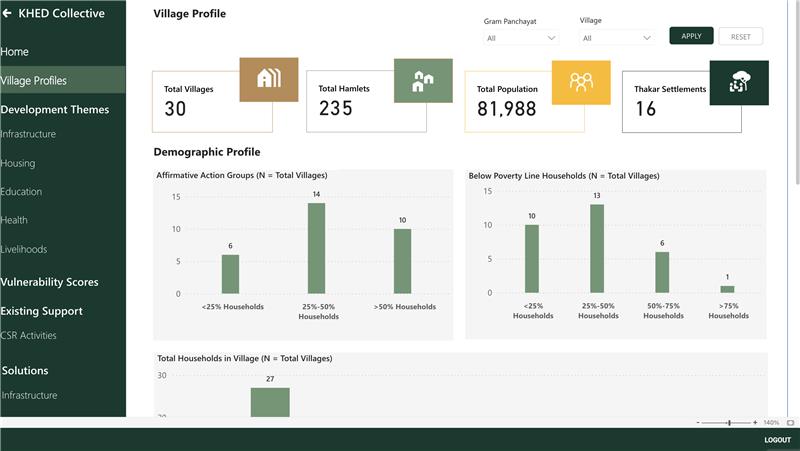 KHED Collective
Home
Village Profiles
Development Themes
Infrastructure
Housing
Education
Health
Livelihoods
Vulnerability Scores
Existing Support
CSR Activities
Solutions
Infrastructure
Village Profile
Gram Panchayat
All
Village
All
APPLY
RESET
Total Villages
30
Total Hamlets
235
Total Population
81,988
Thakar Settlements
16
Demographic Profile
Affirmative Action Groups (N = Total Villages)
15
10
5
0
6
14
10
<25% Households
25%-50% Households
>50% Households
Below Poverty Line Households (N = Total Villages)
15
10
5
0
10
13
6
1
<25% Households
25%-50% Households
50%-75% Households
>75% Households
Total Households in Village (N = Total Villages)
30
27
- + 140%
LOGOUT